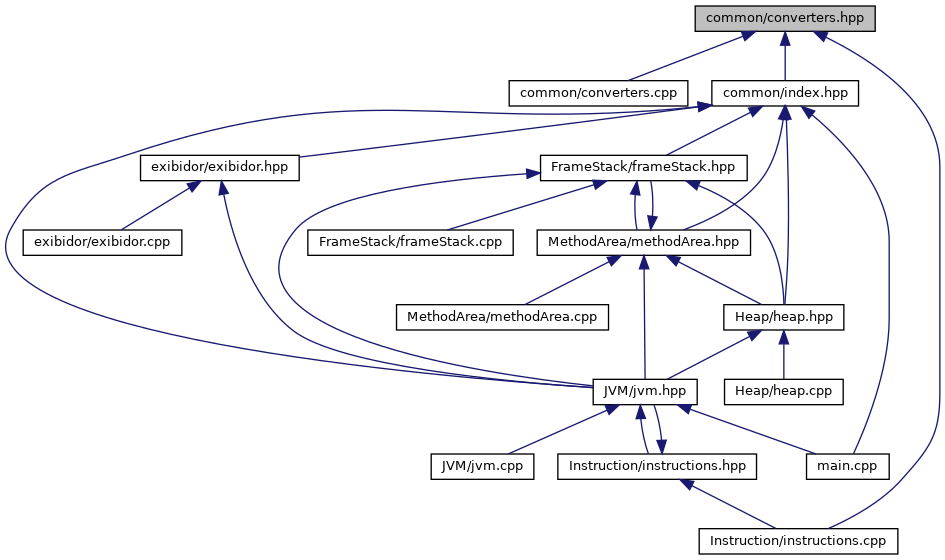 common/converters.hpp
common/converters.cpp
common/index.hpp
exibidor/exibidor.hpp
FrameStack/frameStack.hpp
exibidor/exibidor.cpp
FrameStack/frameStack.cpp
MethodArea/methodArea.hpp
MethodArea/methodArea.cpp
Heap/heap.hpp
JVM/jvm.hpp
Heap/heap.cpp
JVM/jvm.cpp
Instruction/instructions.hpp
main.cpp
Instruction/instructions.cpp